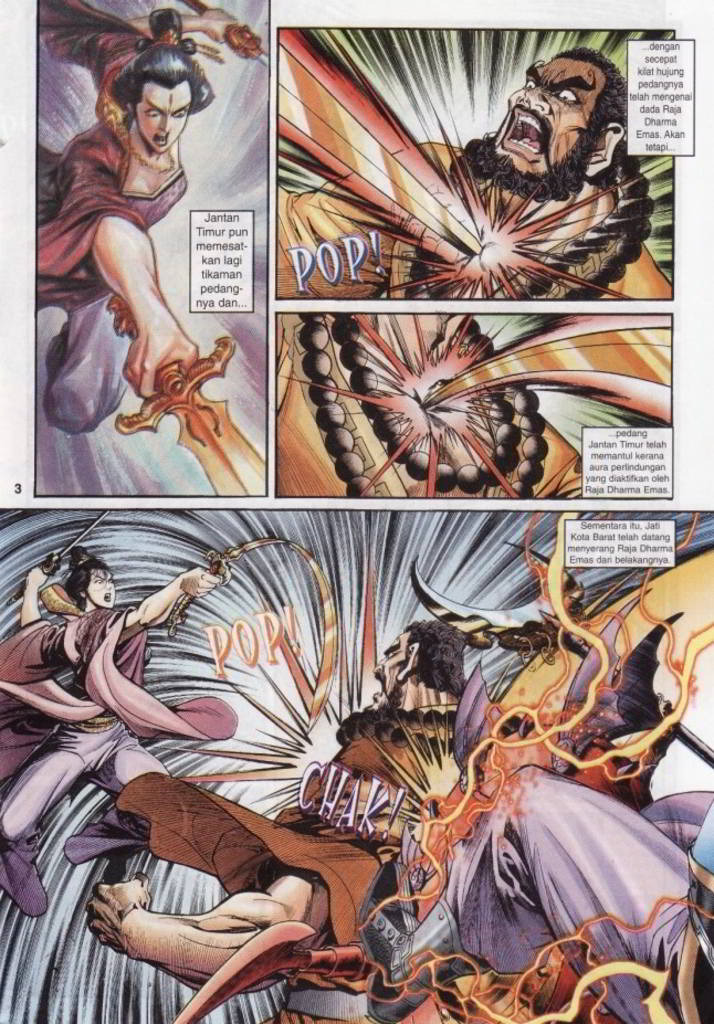 Jantan
Timur pun
memesat-
kan lagi
tikaman
pedang-
nya dan...
...dengan
secepat
kilat hujung
pedangnya
telah mengenai
dada Raja
Dharma
Emas. Akan
tetapi...
POP!
...pedang
Jantan Timur telah
memantul kerana
aura perlindungan
yang diaktifkan oleh
Raja Dharma Emas.
3
Sementara itu, Jati
Kota Barat telah datang
menyerang Raja Dharma
Emas dari belakangnya.
POP!
CHAK!